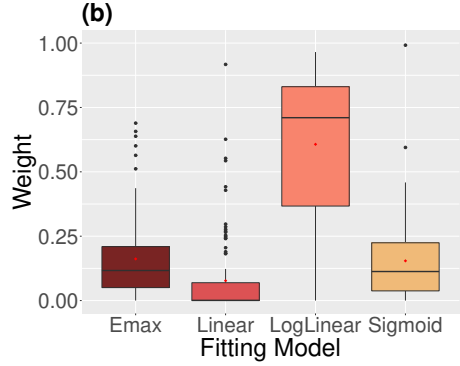 (b)
Weight
1.00
0.75
0.50
0.25
0.00
Emax Linear LogLinear Sigmoid
Fitting Model